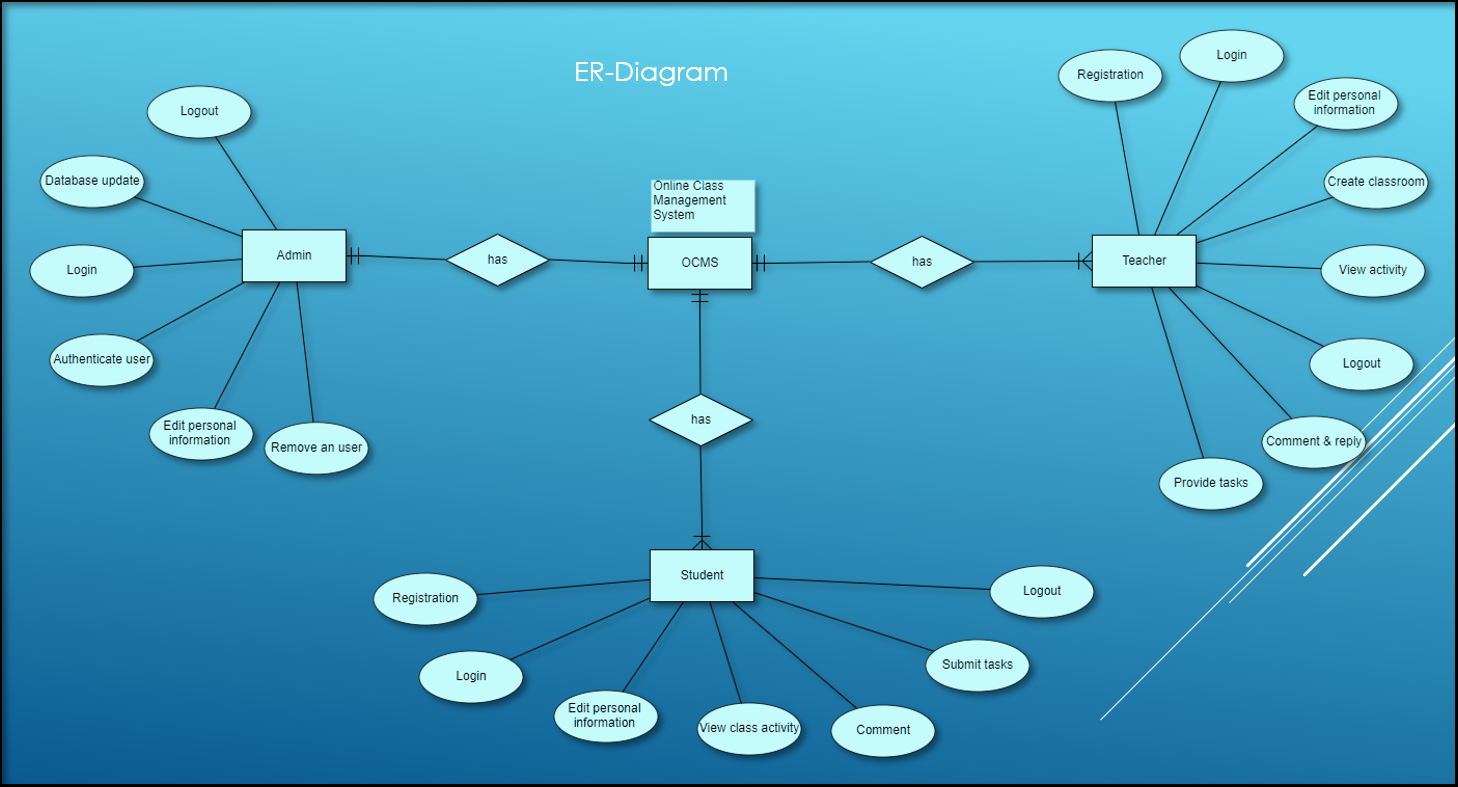 ER-Diagram
Logout
Database update
Login
Authenticate user
Edit personal
information
Remove an user
Admin
has
Online Class
Management
System
OCMS
has
Teacher
Registration
Login
Edit personal
information
Create classroom
View activity
Logout
Comment & reply
Provide tasks
has
Student
Registration
Login
Edit personal
information
View class activity
Comment
Submit tasks
Logout